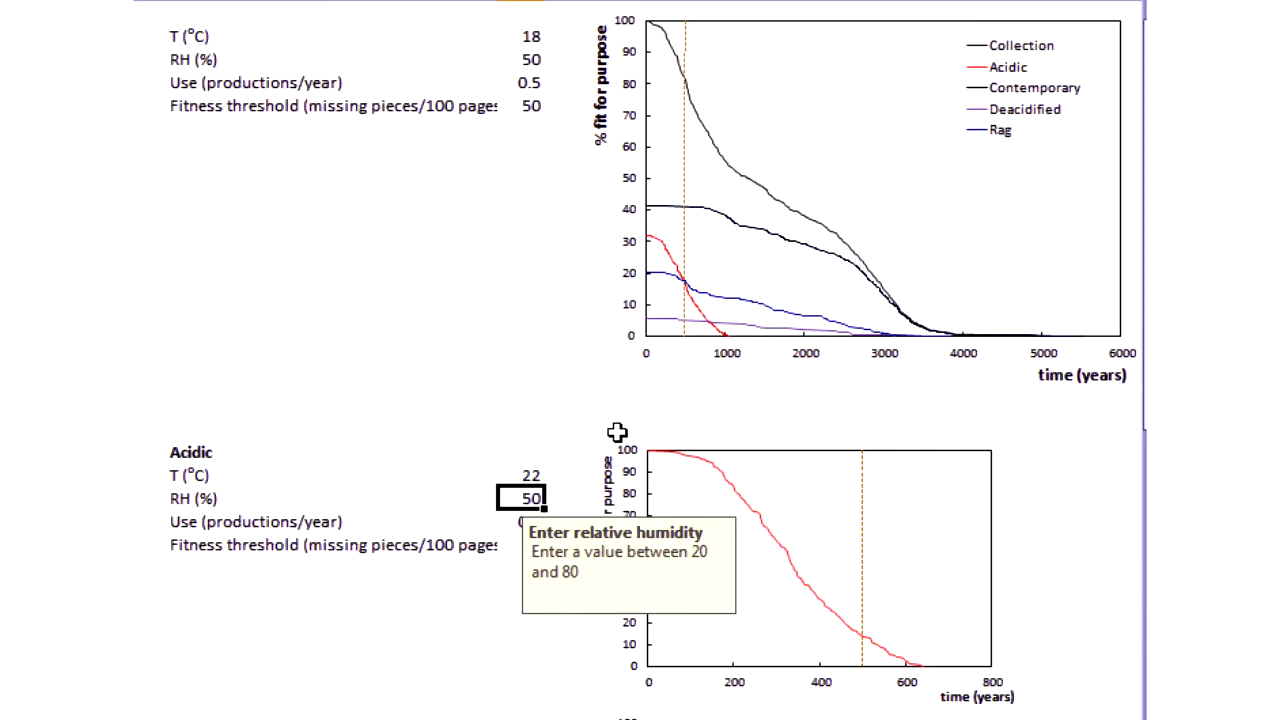 T (°C) 18
RH (%) 50
Use (productions/year) 0.5
Fitness threshold (missing pieces/100 pages 50
% fit for purpose
100
90
80
70
60
50
40
30
20
10
0
Collection
Acidic
Contemporary
Deacidified
Rag
0 1000 2000 3000 4000 5000 6000
time (years)
Acidic
T (°C) 22
RH (%) 50
Use (productions/year)
Fitness threshold (missing pieces/100 pages
Enter relative humidity
Enter a value between 20
and 80
r purpose
100
90
80
20
10
0
0 200 400 600 800
time (years)